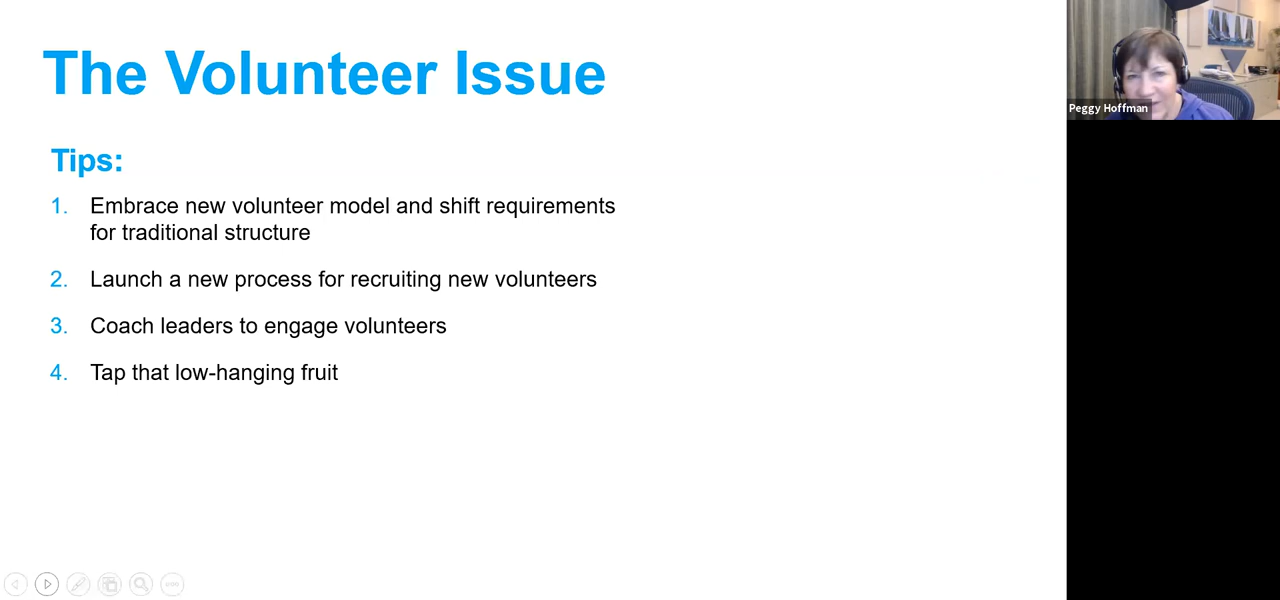 The Volunteer Issue
Tips:
1. Embrace new volunteer model and shift requirements
for traditional structure
2. Launch a new process for recruiting new volunteers
3. Coach leaders to engage volunteers
4. Tap that low-hanging fruit
Peggy Hoffman